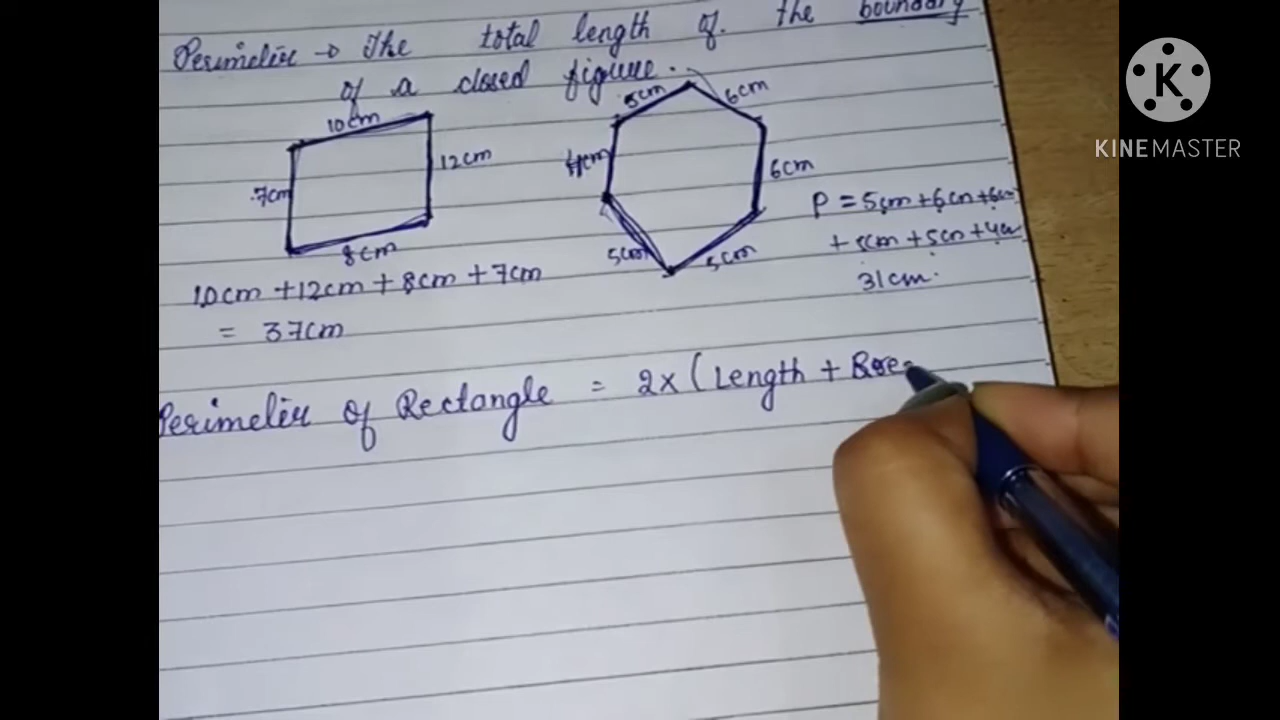 Perimeter → The total length of the boundary
of a closed figure.
10cm
12cm
7cm
8cm
5cm
6cm
4cm
6cm
5cm
5cm
10cm +12cm + 8cm + 7cm
= 37cm
P = 5cm+6cm+6cm
+ 5cm +5cm +4cm
31cm.
Perimeter of Rectangle = 2x (Length + Bre
K
KINEMASTER